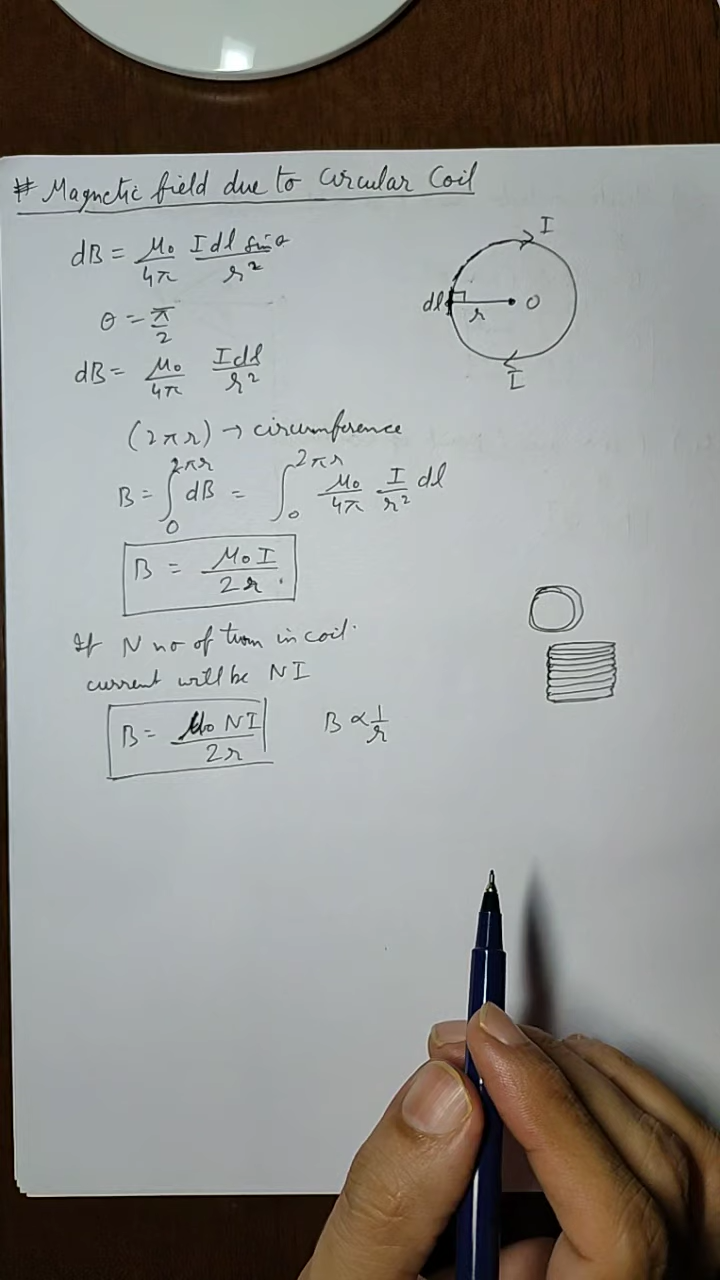 # Magnetic field due to Circular Coil
dB = μ₀/4π Idl sinθ/r²
θ = π/2
dB = μ₀/4π Idl/r²
(2πr) → circumference
B = ∫₀^{2πr} dB = ∫₀^{2πr} μ₀/4π I/r² dl
B = μ₀I/2r.
If N no of turn in coil.
current will be NI
B = μ₀NI/2r B ∝ 1/r
I
dl r O
I